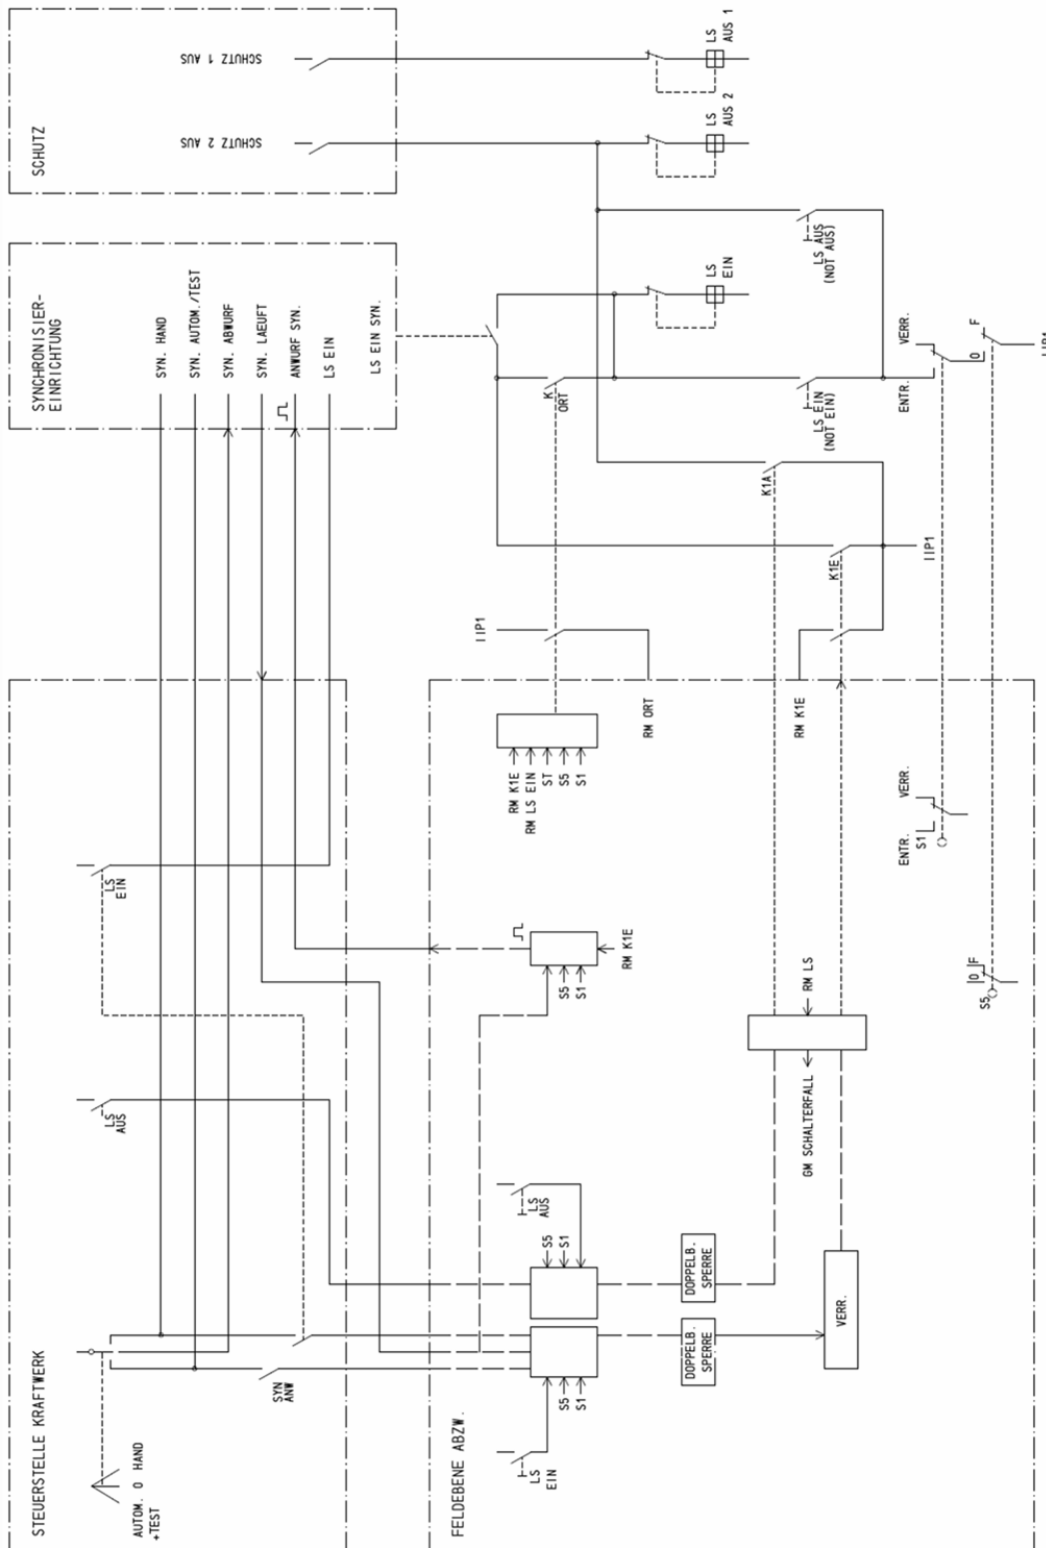 STEUERSTELLE KRAFTWERK
AUTOM. O HAND
+TEST
SYN
ANW
LS
AUS
LS
EIN
SYNCHRONISIER-
EINRICHTUNG
SYN. HAND
SYN. AUTOM./TEST
SYN. ABWURF
SYN. LAEUFT
ANWURF SYN.
LS EIN
LS EIN SYN.
SCHUTZ
SCHUTZ 2 AUS
SCHUTZ 1 AUS
FELDEBENE ABZW.
LS
EIN
S5
S1
LS
AUS
S5
S1
DOPPELB.
SPERRE
DOPPELB.
SPERRE
VERR.
GM SCHALTERFALL
RM LS
S5
S1
RM K1E
RM K1E
RM LS EIN
ST
S5
S1
RM ORT
RM K1E
ENTR.
VERR.
S1
O
F
S5
IIP1
K
ORT
K1E
K1A
IIP1
LS EIN
(NOT EIN)
LS AUS
(NOT AUS)
LS
EIN
LS
AUS 2
LS
AUS 1
ENTR.
VERR.
O
F